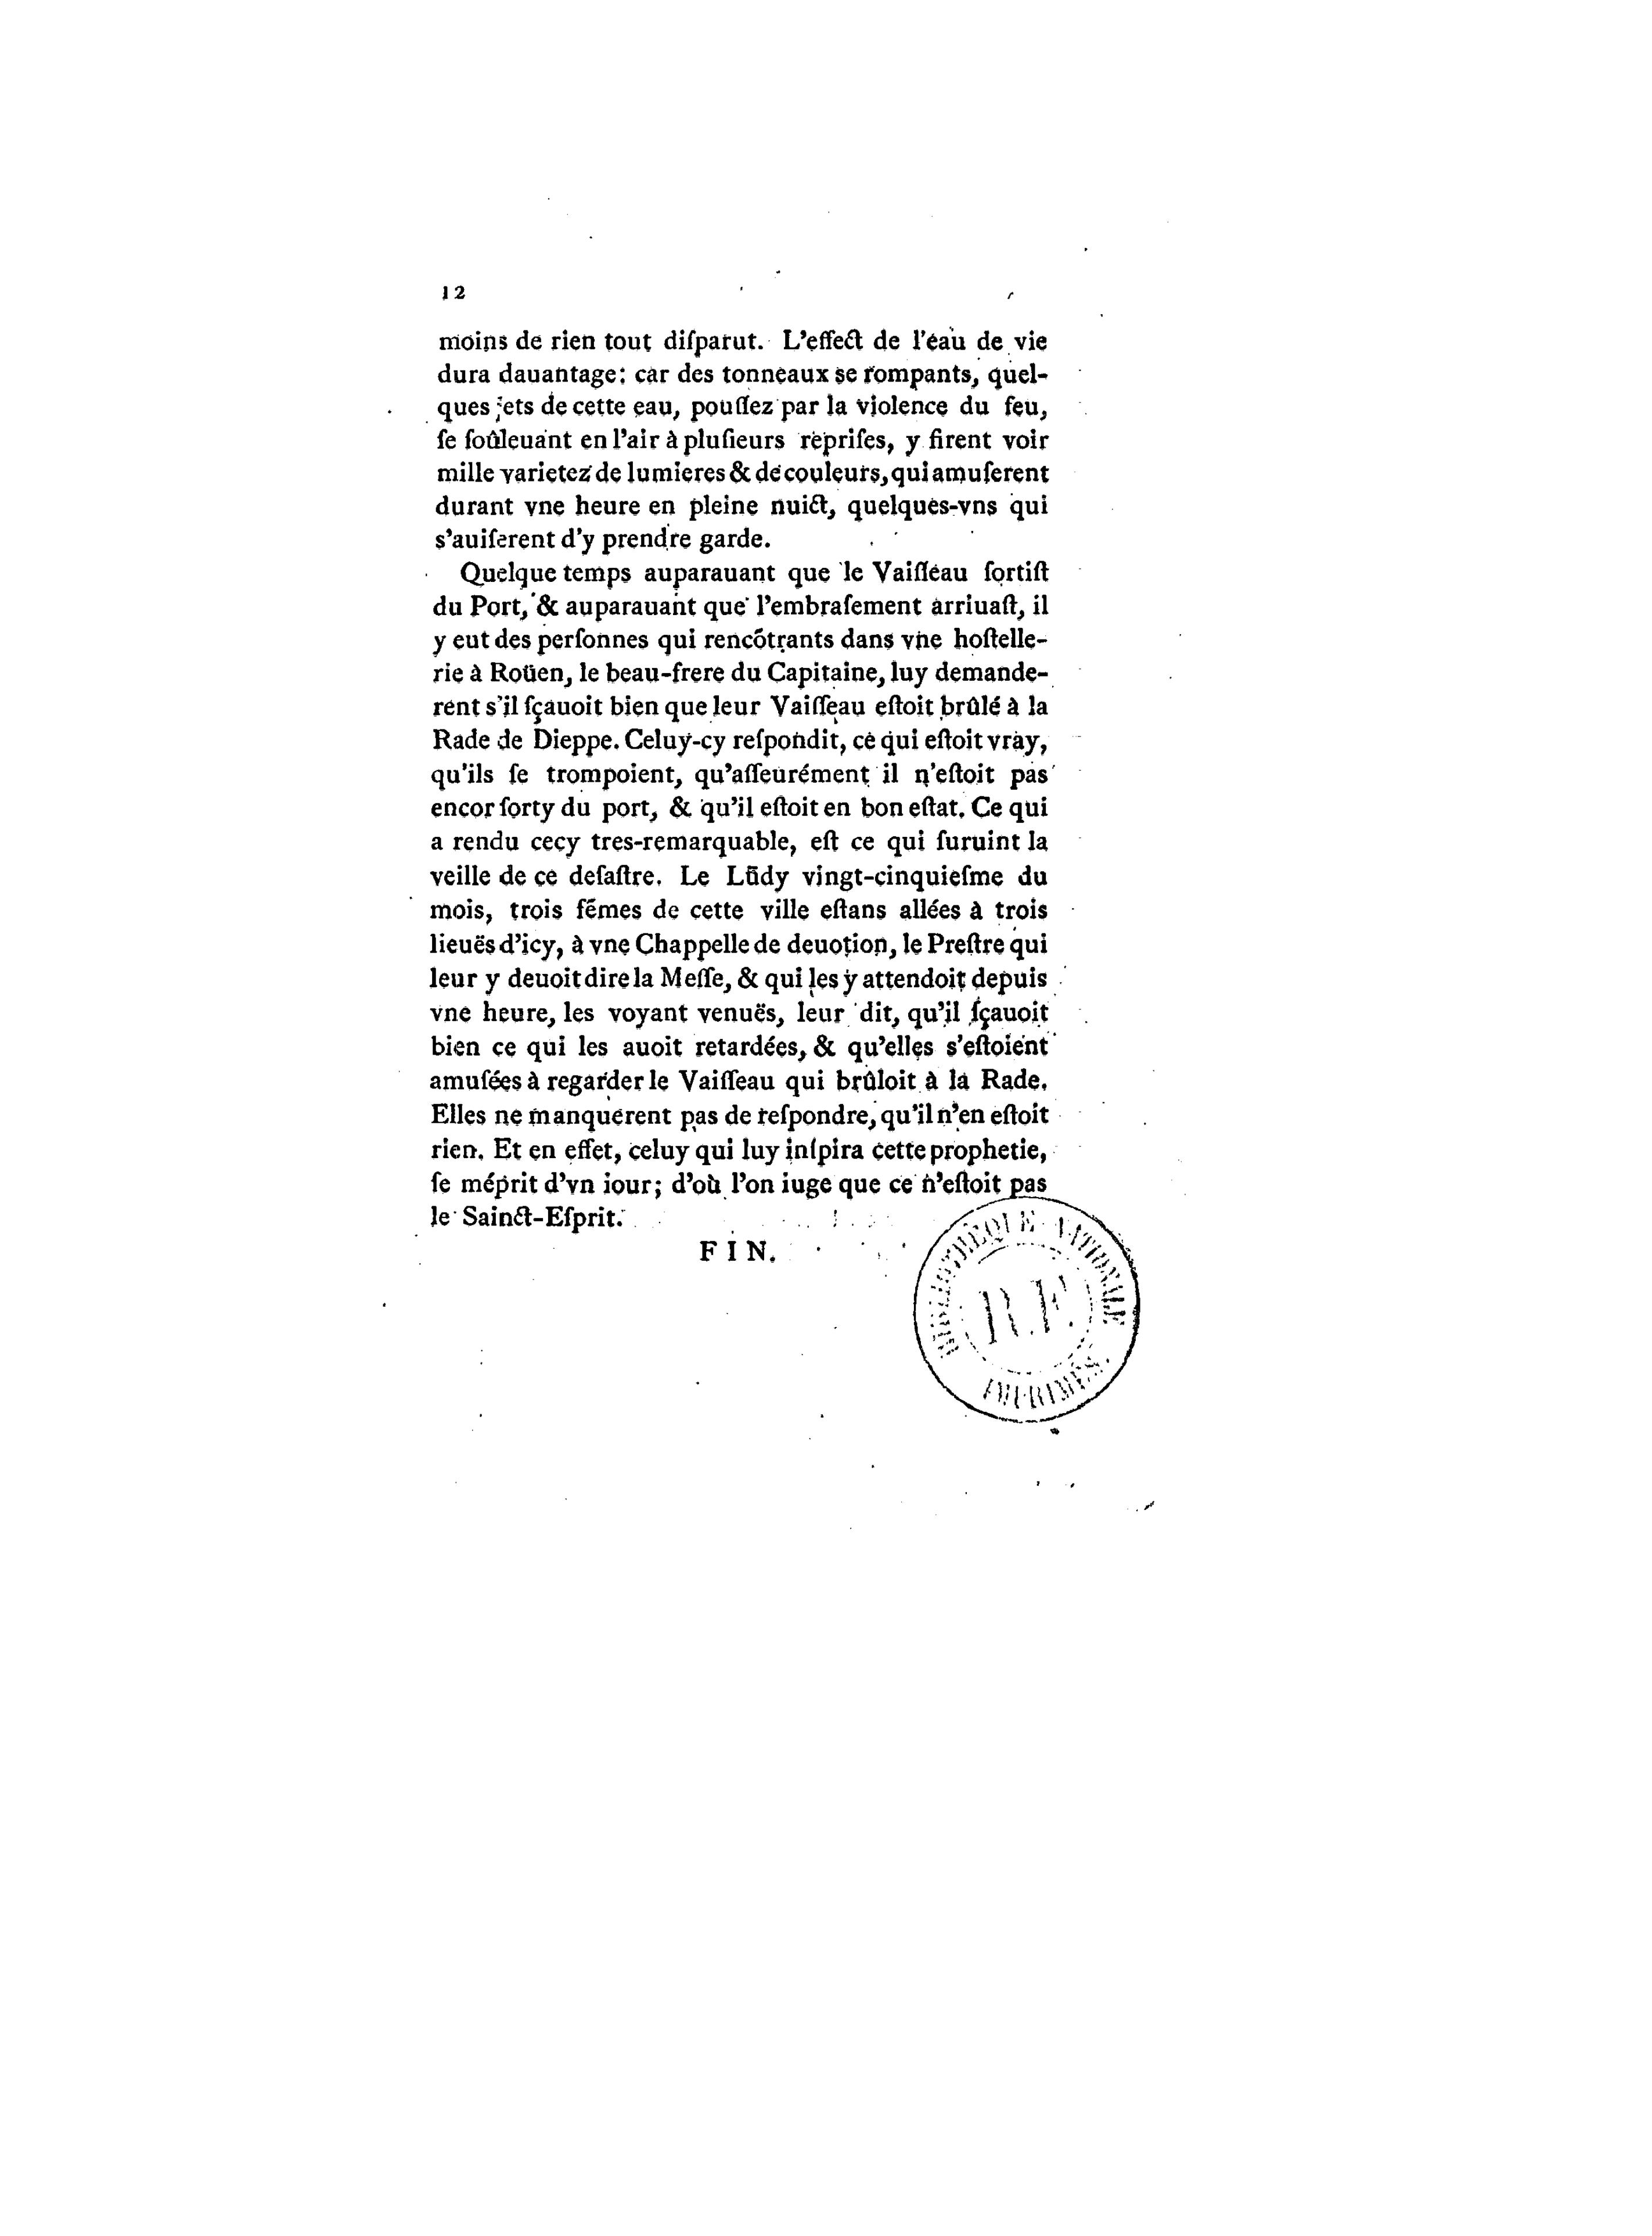 12
moins de rien tout diſparut. L'effect de l'eau de vie
dura dauantage: car des tonneaux se rompants, quel-
ques jets de cette eau, pouſſez par la violence du feu,
ſe ſoûleuant en l'air à pluſieurs repriſes, y firent voir
mille varietez de lumieres & de couleurs, qui amuſerent
durant vne heure en pleine nuict, quelques-vns qui
s'auiſerent d'y prendre garde.
Quelque temps auparauant que le Vaiſſeau ſortiſt
du Port, & auparauant que l'embraſement arriuaſt, il
y eut des perſonnes qui rencõtrants dans vne hoſtelle-
rie à Roüen, le beau-frere du Capitaine, luy demande-
rent s'il ſçauoit bien que leur Vaiſſeau eſtoit brûlé à la
Rade de Dieppe. Celuy-cy reſpondit, ce qui eſtoit vray,
qu'ils ſe trompoient, qu'aſſeurément il n'eſtoit pas
encor ſorty du port, & qu'il eſtoit en bon eſtat. Ce qui
a rendu cecy tres-remarquable, eſt ce qui ſuruint la
veille de ce deſaſtre. Le Lũdy vingt-cinquieſme du
mois, trois fẽmes de cette ville eſtans allées à trois
lieuës d'icy, à vne Chappelle de deuotion, le Preſtre qui
leur y deuoit dire la Meſſe, & qui les y attendoit depuis
vne heure, les voyant venuës, leur dit, qu'il ſçauoit
bien ce qui les auoit retardées, & qu'elles s'eſtoient
amuſées à regarder le Vaiſſeau qui brûloit à la Rade.
Elles ne manquerent pas de reſpondre, qu'il n'en eſtoit
rien. Et en effet, celuy qui luy inſpira cette prophetie,
ſe méprit d'vn iour; d'où l'on iuge que ce n'eſtoit pas
le Sainct-Eſprit.
FIN.
BIBLIOTHÈQUE NATIONALE
R.F.
IMPRIMÉS.